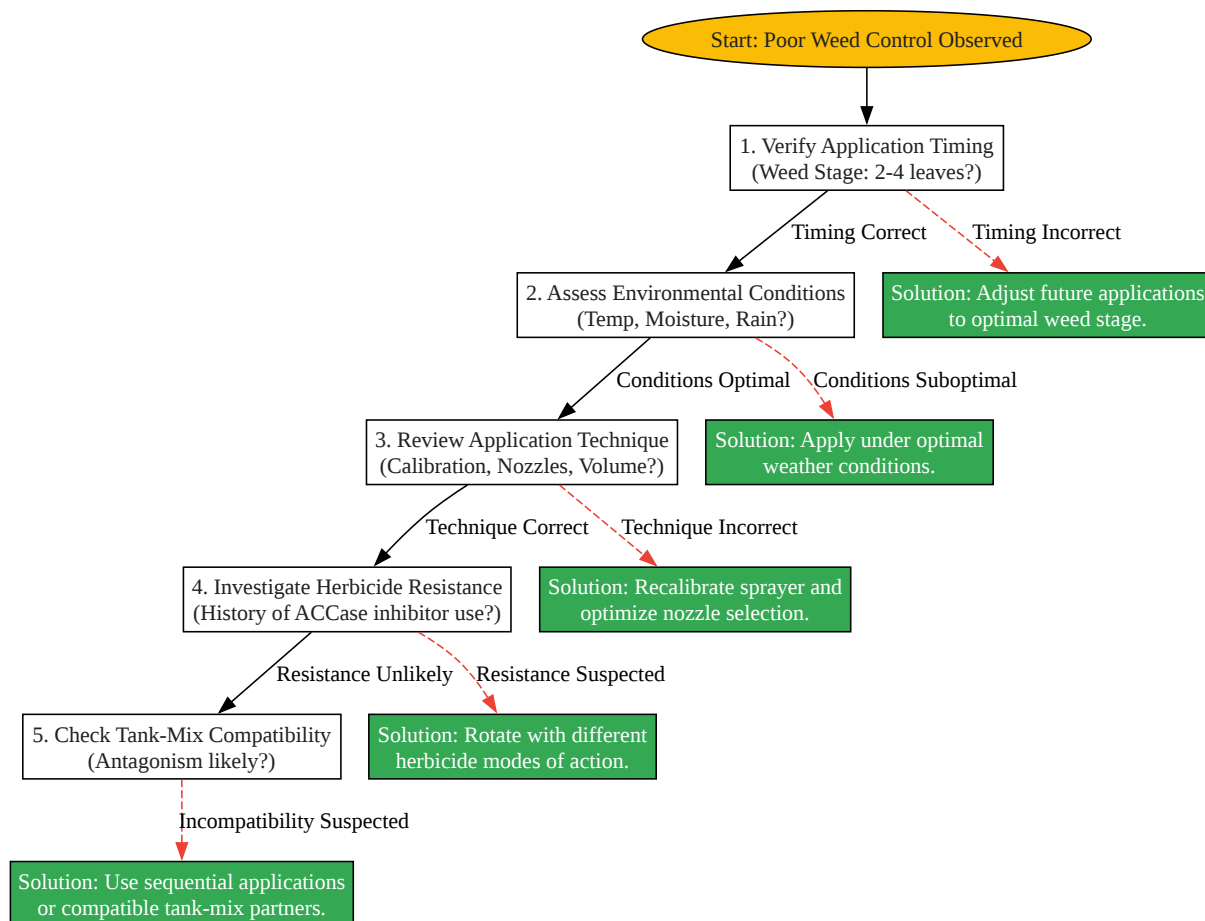 Start: Poor Weed Control Observed
1. Verify Application Timing
(Weed Stage: 2-4 leaves?)
Timing Correct
Timing Incorrect
2. Assess Environmental Conditions
(Temp, Moisture, Rain?)
Solution: Adjust future applications
to optimal weed stage.
Conditions Optimal
Conditions Suboptimal
3. Review Application Technique
(Calibration, Nozzles, Volume?)
Solution: Apply under optimal
weather conditions.
Technique Correct
Technique Incorrect
4. Investigate Herbicide Resistance
(History of ACCase inhibitor use?)
Solution: Recalibrate sprayer and
optimize nozzle selection.
Resistance Unlikely
Resistance Suspected
5. Check Tank-Mix Compatibility
(Antagonism likely?)
Solution: Rotate with different
herbicide modes of action.
Incompatibility Suspected
Solution: Use sequential applications
or compatible tank-mix partners.